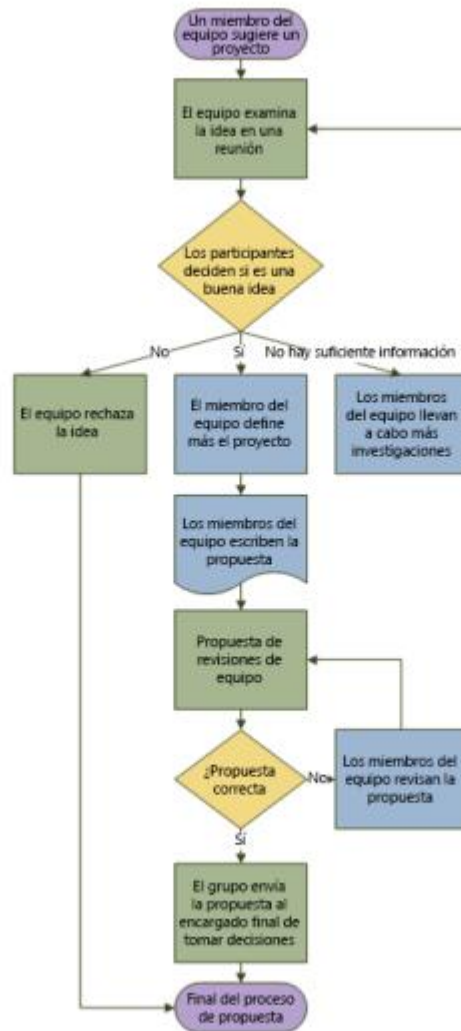 Un miembro del
equipo sugiere un
proyecto
El equipo examina
la idea en una
reunión
Los participantes
deciden si es una
buena idea
No
Sí
No hay suficiente información
El equipo rechaza
la idea
El miembro del
equipo define
más el proyecto
Los miembros
del equipo llevan
a cabo más
investigaciones
Los miembros del
equipo escriben la
propuesta
Propuesta de
revisiones de
equipo
¿Propuesta
correcta
No
Los miembros del
equipo revisan la
propuesta
Sí
El grupo envía
la propuesta al
encargado final de
tomar decisiones
Final del proceso
de propuesta